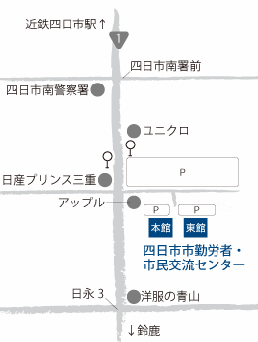 近鉄四日市駅↑
1
四日市南署前
四日市南警察署
ユニクロ
P
日産プリンス三重
アップル
P
P
本館
東館
四日市市勤労者・
市民交流センター
日永3
洋服の青山
↓鈴鹿